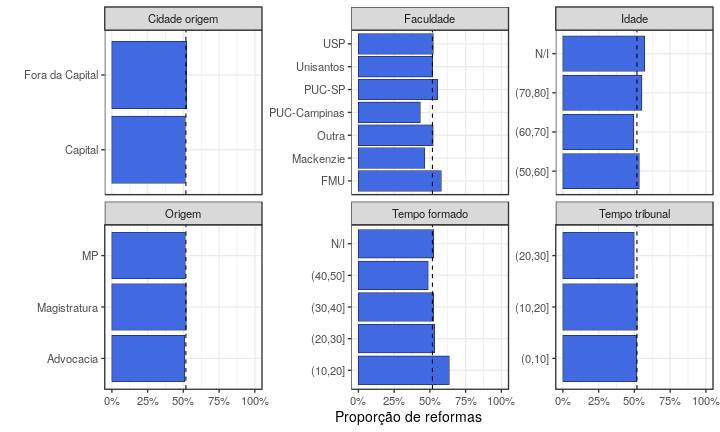 Cidade origem
Fora da Capital
Capital
Faculdade
USP
Unisantos
PUC-SP
PUC-Campinas
Outra
Mackenzie
FMU
Idade
N/I
(70,80]
(60,70]
(50,60]
Origem
MP
Magistratura
Advocacia
0% 25% 50% 75% 100%
Tempo formado
N/I
(40,50]
(30,40]
(20,30]
(10,20]
0% 25% 50% 75% 100%
Tempo tribunal
(20,30]
(10,20]
(0,10]
0% 25% 50% 75% 100%
Proporção de reformas